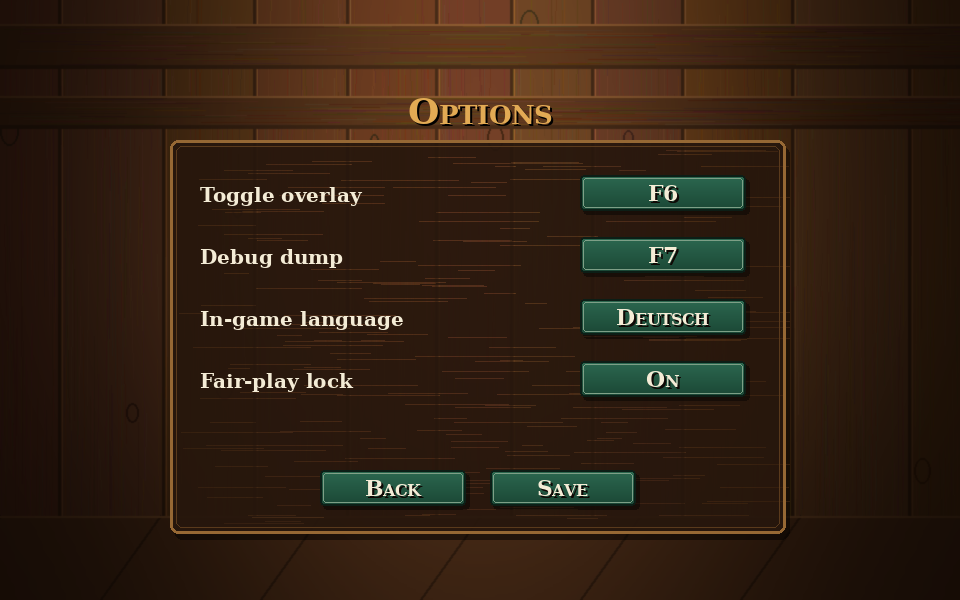 Options
Toggle overlay
F6
Debug dump
F7
In-game language
Deutsch
Fair-play lock
On
Back
Save